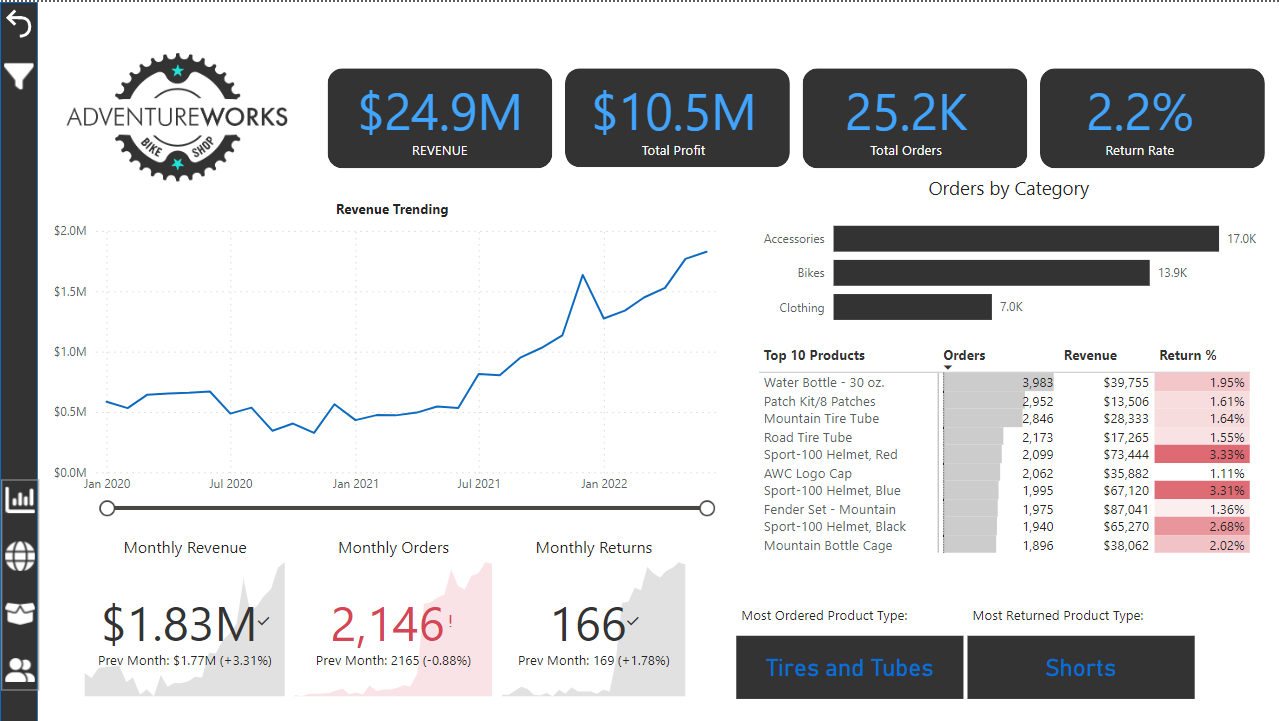 ADVENTUREWORKS
BIKE SHOP
$24.9M
REVENUE
$10.5M
Total Profit
25.2K
Total Orders
2.2%
Return Rate
Revenue Trending
$2.0M
$1.5M
$1.0M
$0.5M
$0.0M
Jan 2020 Jul 2020 Jan 2021 Jul 2021 Jan 2022
Orders by Category
Accessories 17.0K
Bikes 13.9K
Clothing 7.0K
Top 10 Products Orders Revenue Return %
Water Bottle - 30 oz. 3,983 $39,755 1.95%
Patch Kit/8 Patches 2,952 $13,506 1.61%
Mountain Tire Tube 2,846 $28,333 1.64%
Road Tire Tube 2,173 $17,265 1.55%
Sport-100 Helmet, Red 2,099 $73,444 3.33%
AWC Logo Cap 2,062 $35,882 1.11%
Sport-100 Helmet, Blue 1,995 $67,120 3.31%
Fender Set - Mountain 1,975 $87,041 1.36%
Sport-100 Helmet, Black 1,940 $65,270 2.68%
Mountain Bottle Cage 1,896 $38,062 2.02%
Monthly Revenue
$1.83M
Prev Month: $1.77M (+3.31%)
Monthly Orders
2,146!
Prev Month: 2165 (-0.88%)
Monthly Returns
166
Prev Month: 169 (+1.78%)
Most Ordered Product Type:
Tires and Tubes
Most Returned Product Type:
Shorts